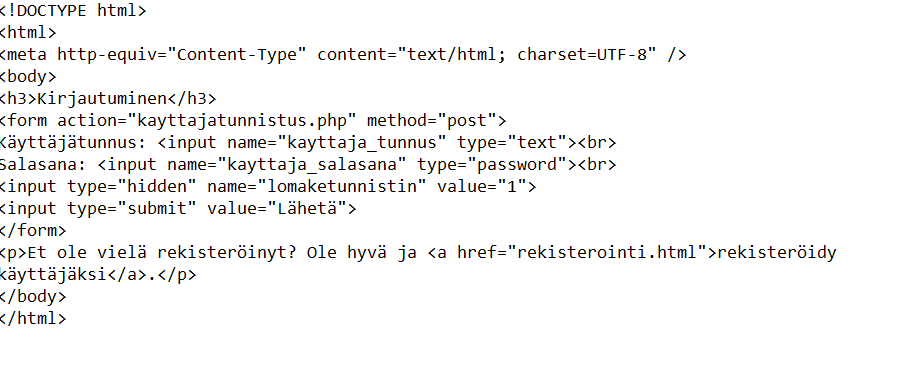 <!DOCTYPE html>
<html>
<meta http-equiv="Content-Type" content="text/html; charset=UTF-8" />
<body>
<h3>Kirjautuminen</h3>
<form action="kayttajatunnistus.php" method="post">
Käyttäjätunnus: <input name="kayttaja_tunnus" type="text"><br>
Salasana: <input name="kayttaja_salasana" type="password"><br>
<input type="hidden" name="lomaketunnistin" value="1">
<input type="submit" value="Lähetä">
</form>
<p>Et ole vielä rekisteröinyt? Ole hyvä ja <a href="rekisterointi.html">rekisteröidy
käyttäjäksi</a>.</p>
</body>
</html>